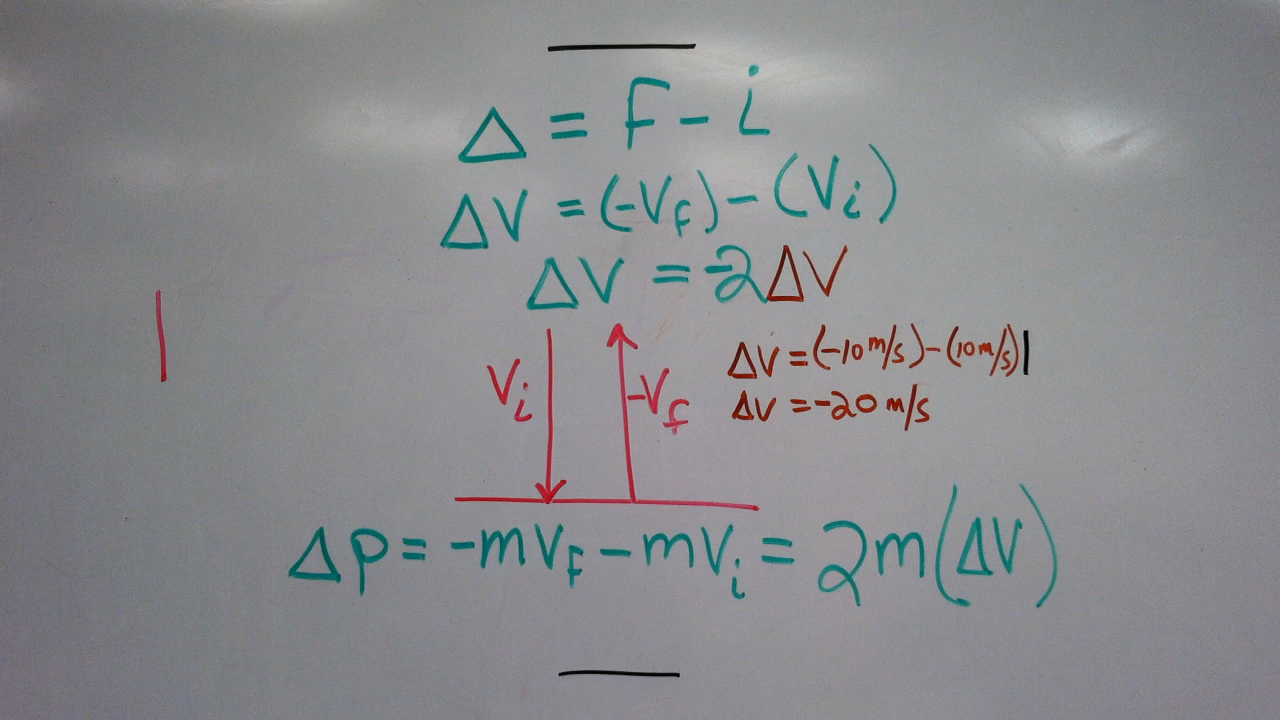 Δ = f - i
ΔV = (-Vf) - (Vi)
ΔV = -2ΔV
Vi
-Vf
ΔV = (-10 m/s) - (10 m/s)
ΔV = -20 m/s
Δp = -mVf - mVi = 2m(ΔV)